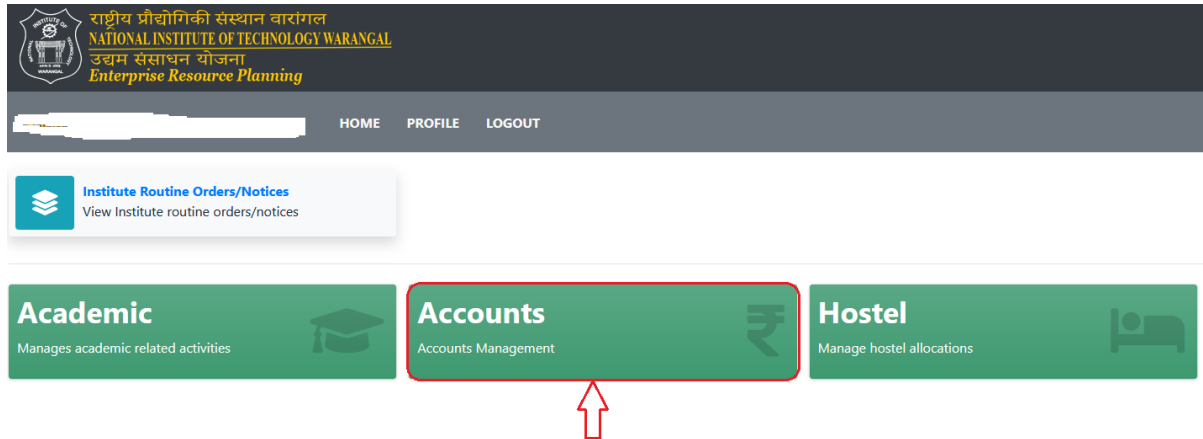 राष्ट्रीय प्रौद्योगिकी संस्थान वारांगल
NATIONAL INSTITUTE OF TECHNOLOGY WARANGAL
उद्यम संसाधन योजना
Enterprise Resource Planning
HOME PROFILE LOGOUT
Institute Routine Orders/Notices
View Institute routine orders/notices
Academic
Manages academic related activities
Accounts
Accounts Management
₹
Hostel
Manage hostel allocations